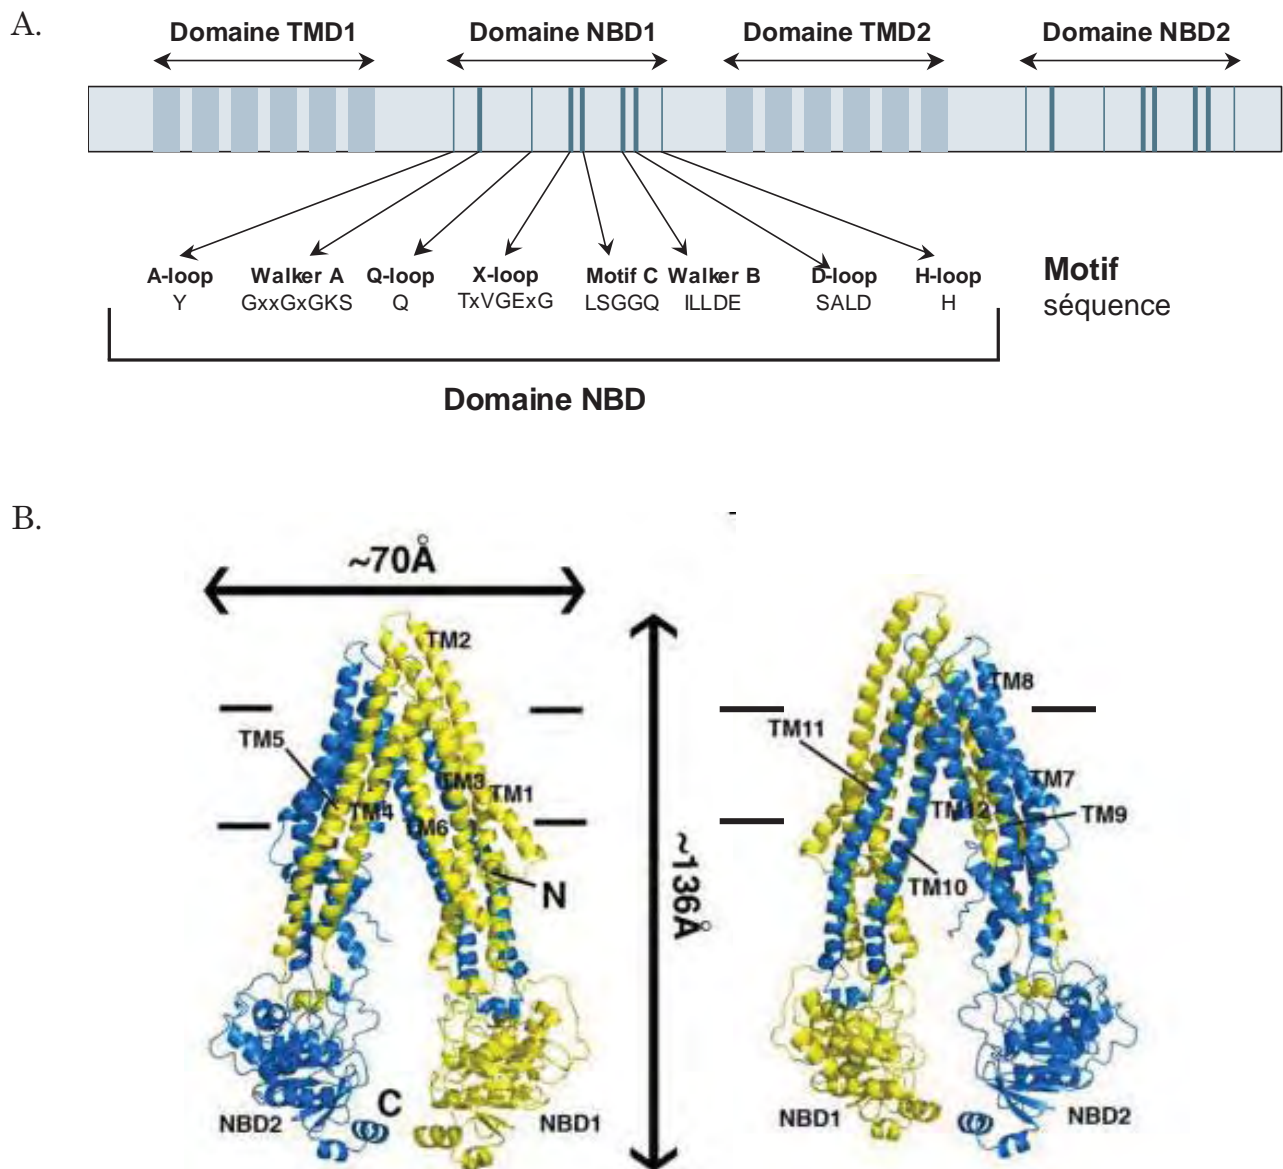 A.
Domaine TMD1 Domaine NBD1 Domaine TMD2 Domaine NBD2
A-loop Walker A Q-loop X-loop Motif C Walker B D-loop H-loop Motif
Y GxxGxGKS Q TxVGExG LSGGQ ILLDE SALD H séquence
Domaine NBD
B.
~70Å
TM2
TM5
TM3
TM1
TM4
TM6
N
C
NBD2
NBD1
~136Å
TM8
TM11
TM7
TM12
TM9
TM10
NBD1
NBD2